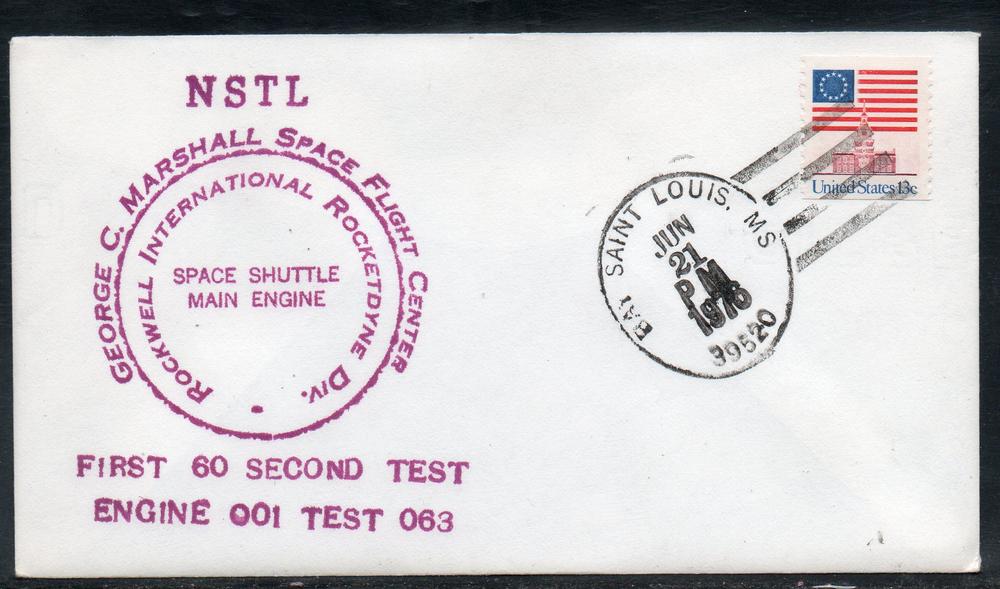 NSTL
GEORGE C. MARSHALL SPACE FLIGHT CENTER
ROCKWELL INTERNATIONAL ROCKETDYNE DIV.
SPACE SHUTTLE
MAIN ENGINE
FIRST 60 SECOND TEST
ENGINE 001 TEST 063
United States 13c
BAY SAINT LOUIS, MS
JUN
21
PM
1976
39520